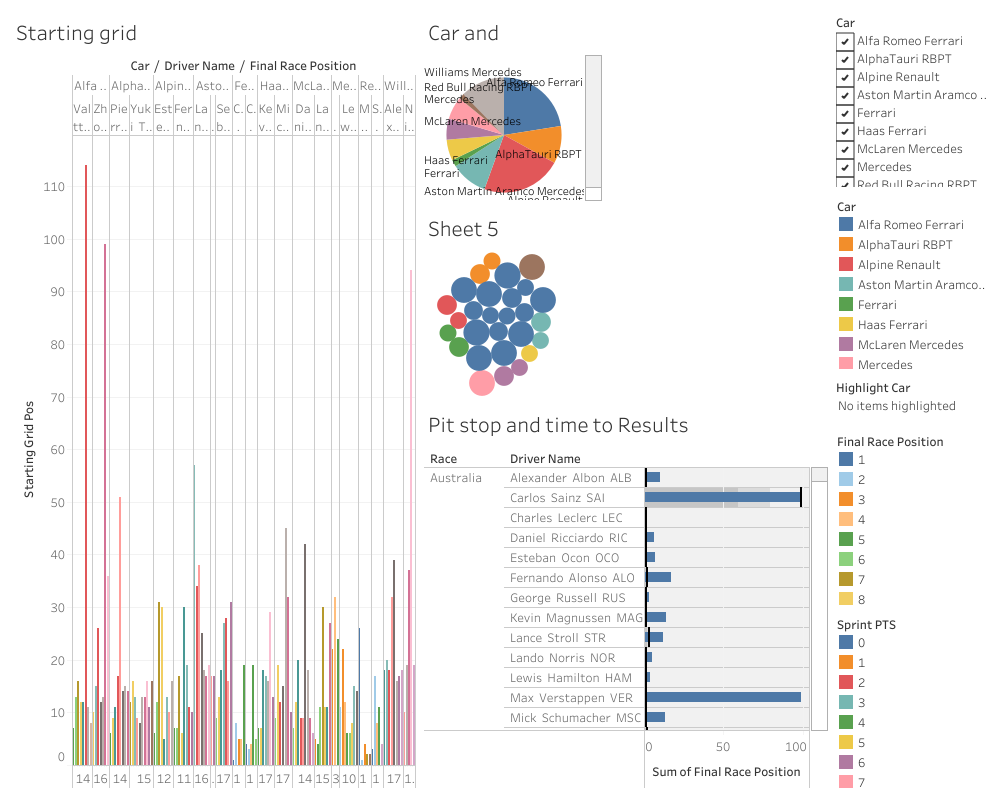 Starting grid
Car / Driver Name / Final Race Position
Alfa .. Alpha.. Alpin.. Asto.. Fe.. Haa.. McLa.. Me.. Re.. Will..
Val Zh Pie Yuk Est Fer La Se C. C. Ke Mi Da La Le M. S. Ale N
tt.. o.. rr.. i T.. e.. n.. n.. b.. . . v.. c.. ni.. n.. w.. . . x.. i..
110
100
90
80
70
60
50
40
30
20
10
0
Starting Grid Pos
14 16 14 15 12 11 16 . 17 1 1 17 17 14 15 3 10 1 1 17 1.
Car and
Williams Mercedes
Alfa Romeo Ferrari
Red Bull Racing RBPT
Mercedes
McLaren Mercedes
AlphaTauri RBPT
Haas Ferrari
Ferrari
Aston Martin Aramco Mercedes
Alpine Renault
Sheet 5
Pit stop and time to Results
Race Driver Name
Australia Alexander Albon ALB
Carlos Sainz SAI
Charles Leclerc LEC
Daniel Ricciardo RIC
Esteban Ocon OCO
Fernando Alonso ALO
George Russell RUS
Kevin Magnussen MAG
Lance Stroll STR
Lando Norris NOR
Lewis Hamilton HAM
Max Verstappen VER
Mick Schumacher MSC
0 50 100
Sum of Final Race Position
Car
Alfa Romeo Ferrari
AlphaTauri RBPT
Alpine Renault
Aston Martin Aramco ..
Ferrari
Haas Ferrari
McLaren Mercedes
Mercedes
Red Bull Racing RBPT
Car
Alfa Romeo Ferrari
AlphaTauri RBPT
Alpine Renault
Aston Martin Aramco..
Ferrari
Haas Ferrari
McLaren Mercedes
Mercedes
Highlight Car
No items highlighted
Final Race Position
1
2
3
4
5
6
7
8
Sprint PTS
0
1
2
3
4
5
6
7